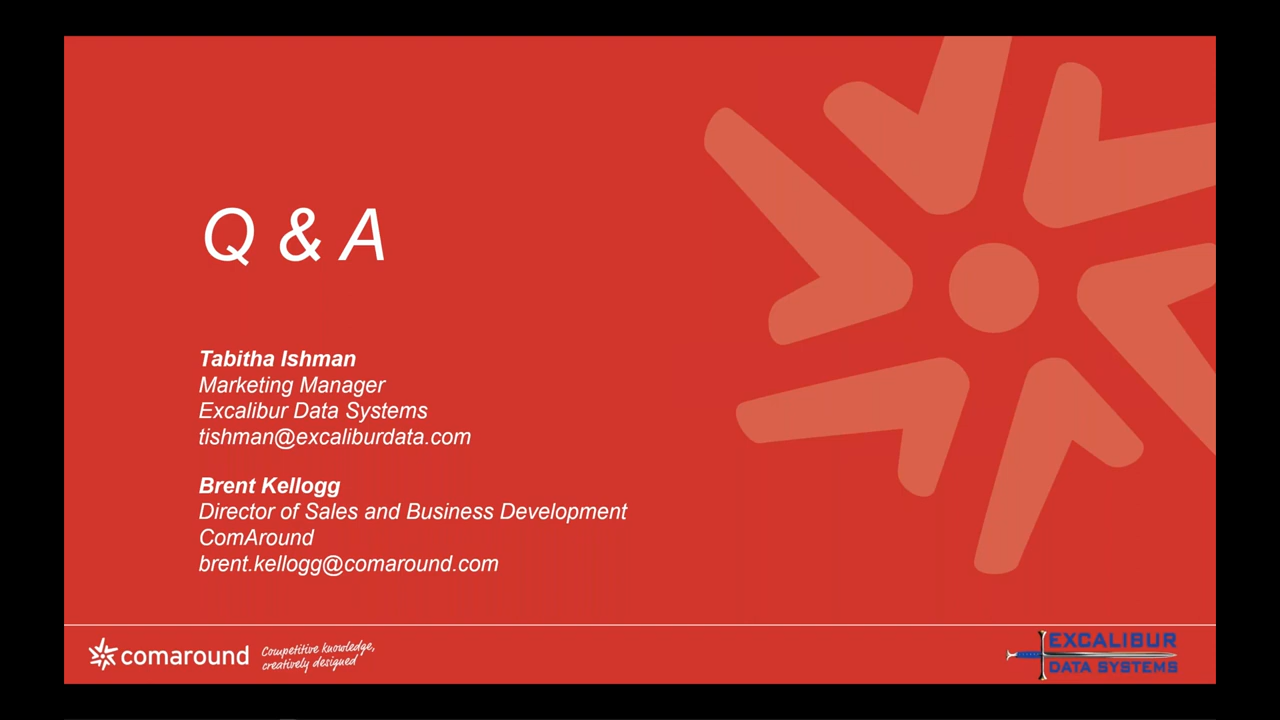 Q & A
Tabitha Ishman
Marketing Manager
Excalibur Data Systems
tishman@excaliburdata.com
Brent Kellogg
Director of Sales and Business Development
ComAround
brent.kellogg@comaround.com
comaround
Competitive knowledge,
creatively designed
EXCALIBUR
DATA SYSTEMS